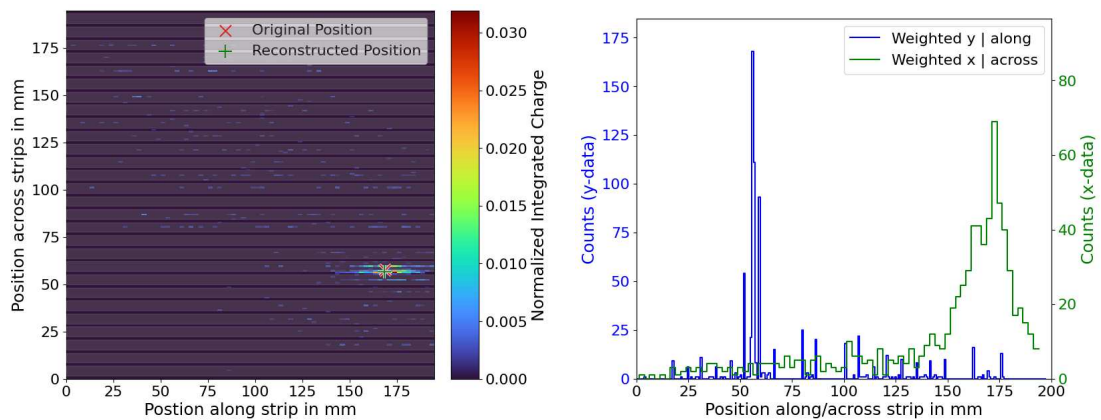 Original Position
Reconstructed Position
Position across strips in mm
175
150
125
100
75
50
25
0
0 25 50 75 100 125 150 175
Postion along strip in mm
0.030
0.025
0.020
0.015
0.010
0.005
0.000
Normalized Integrated Charge
Weighted y | along
Weighted x | across
Counts (y-data)
175
150
125
100
75
50
25
0
0 25 50 75 100 125 150 175 200
Position along/across strip in mm
80
60
40
20
0
Counts (x-data)